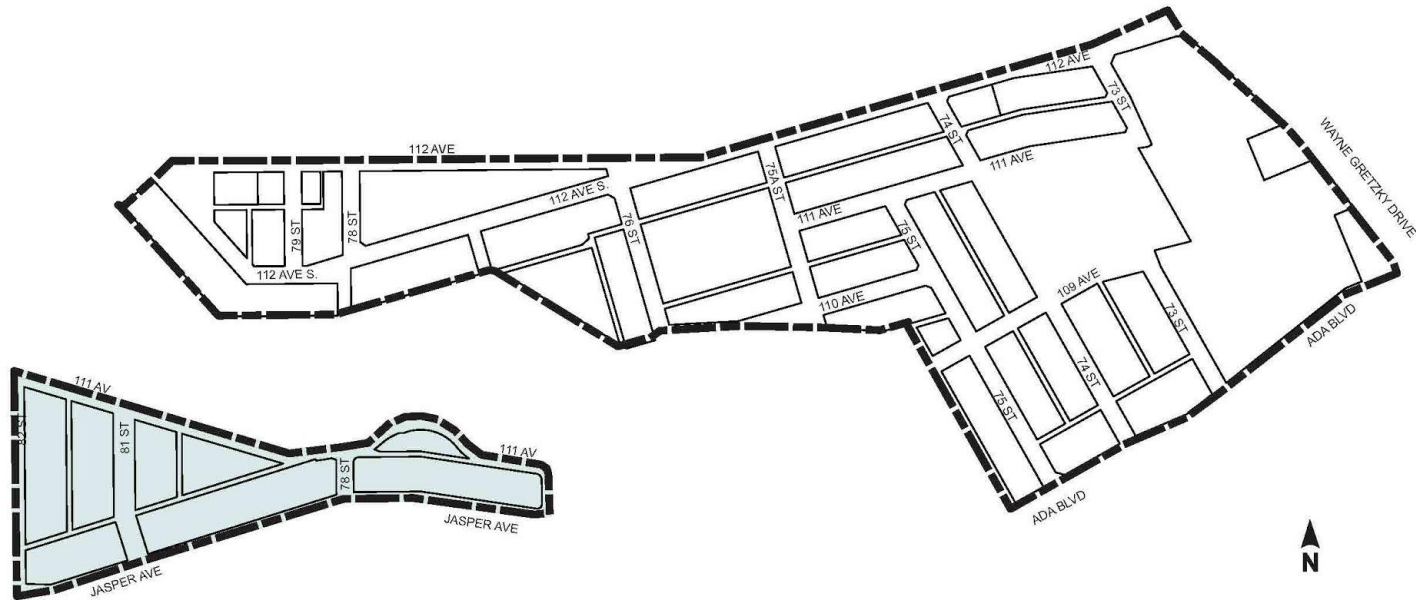 112 AVE
73 ST
WAYNE GRETZKY DRIVE
74 ST
112 AVE
111 AVE
75A ST
112 AVE S.
76 ST
111 AVE
75 ST
79 ST
78 ST
112 AVE S.
109 AVE
110 AVE
73 ST
ADA BLVD
74 ST
75 ST
ADA BLVD
111 AV
82 ST
81 ST
78 ST
111 AV
JASPER AVE
JASPER AVE
N